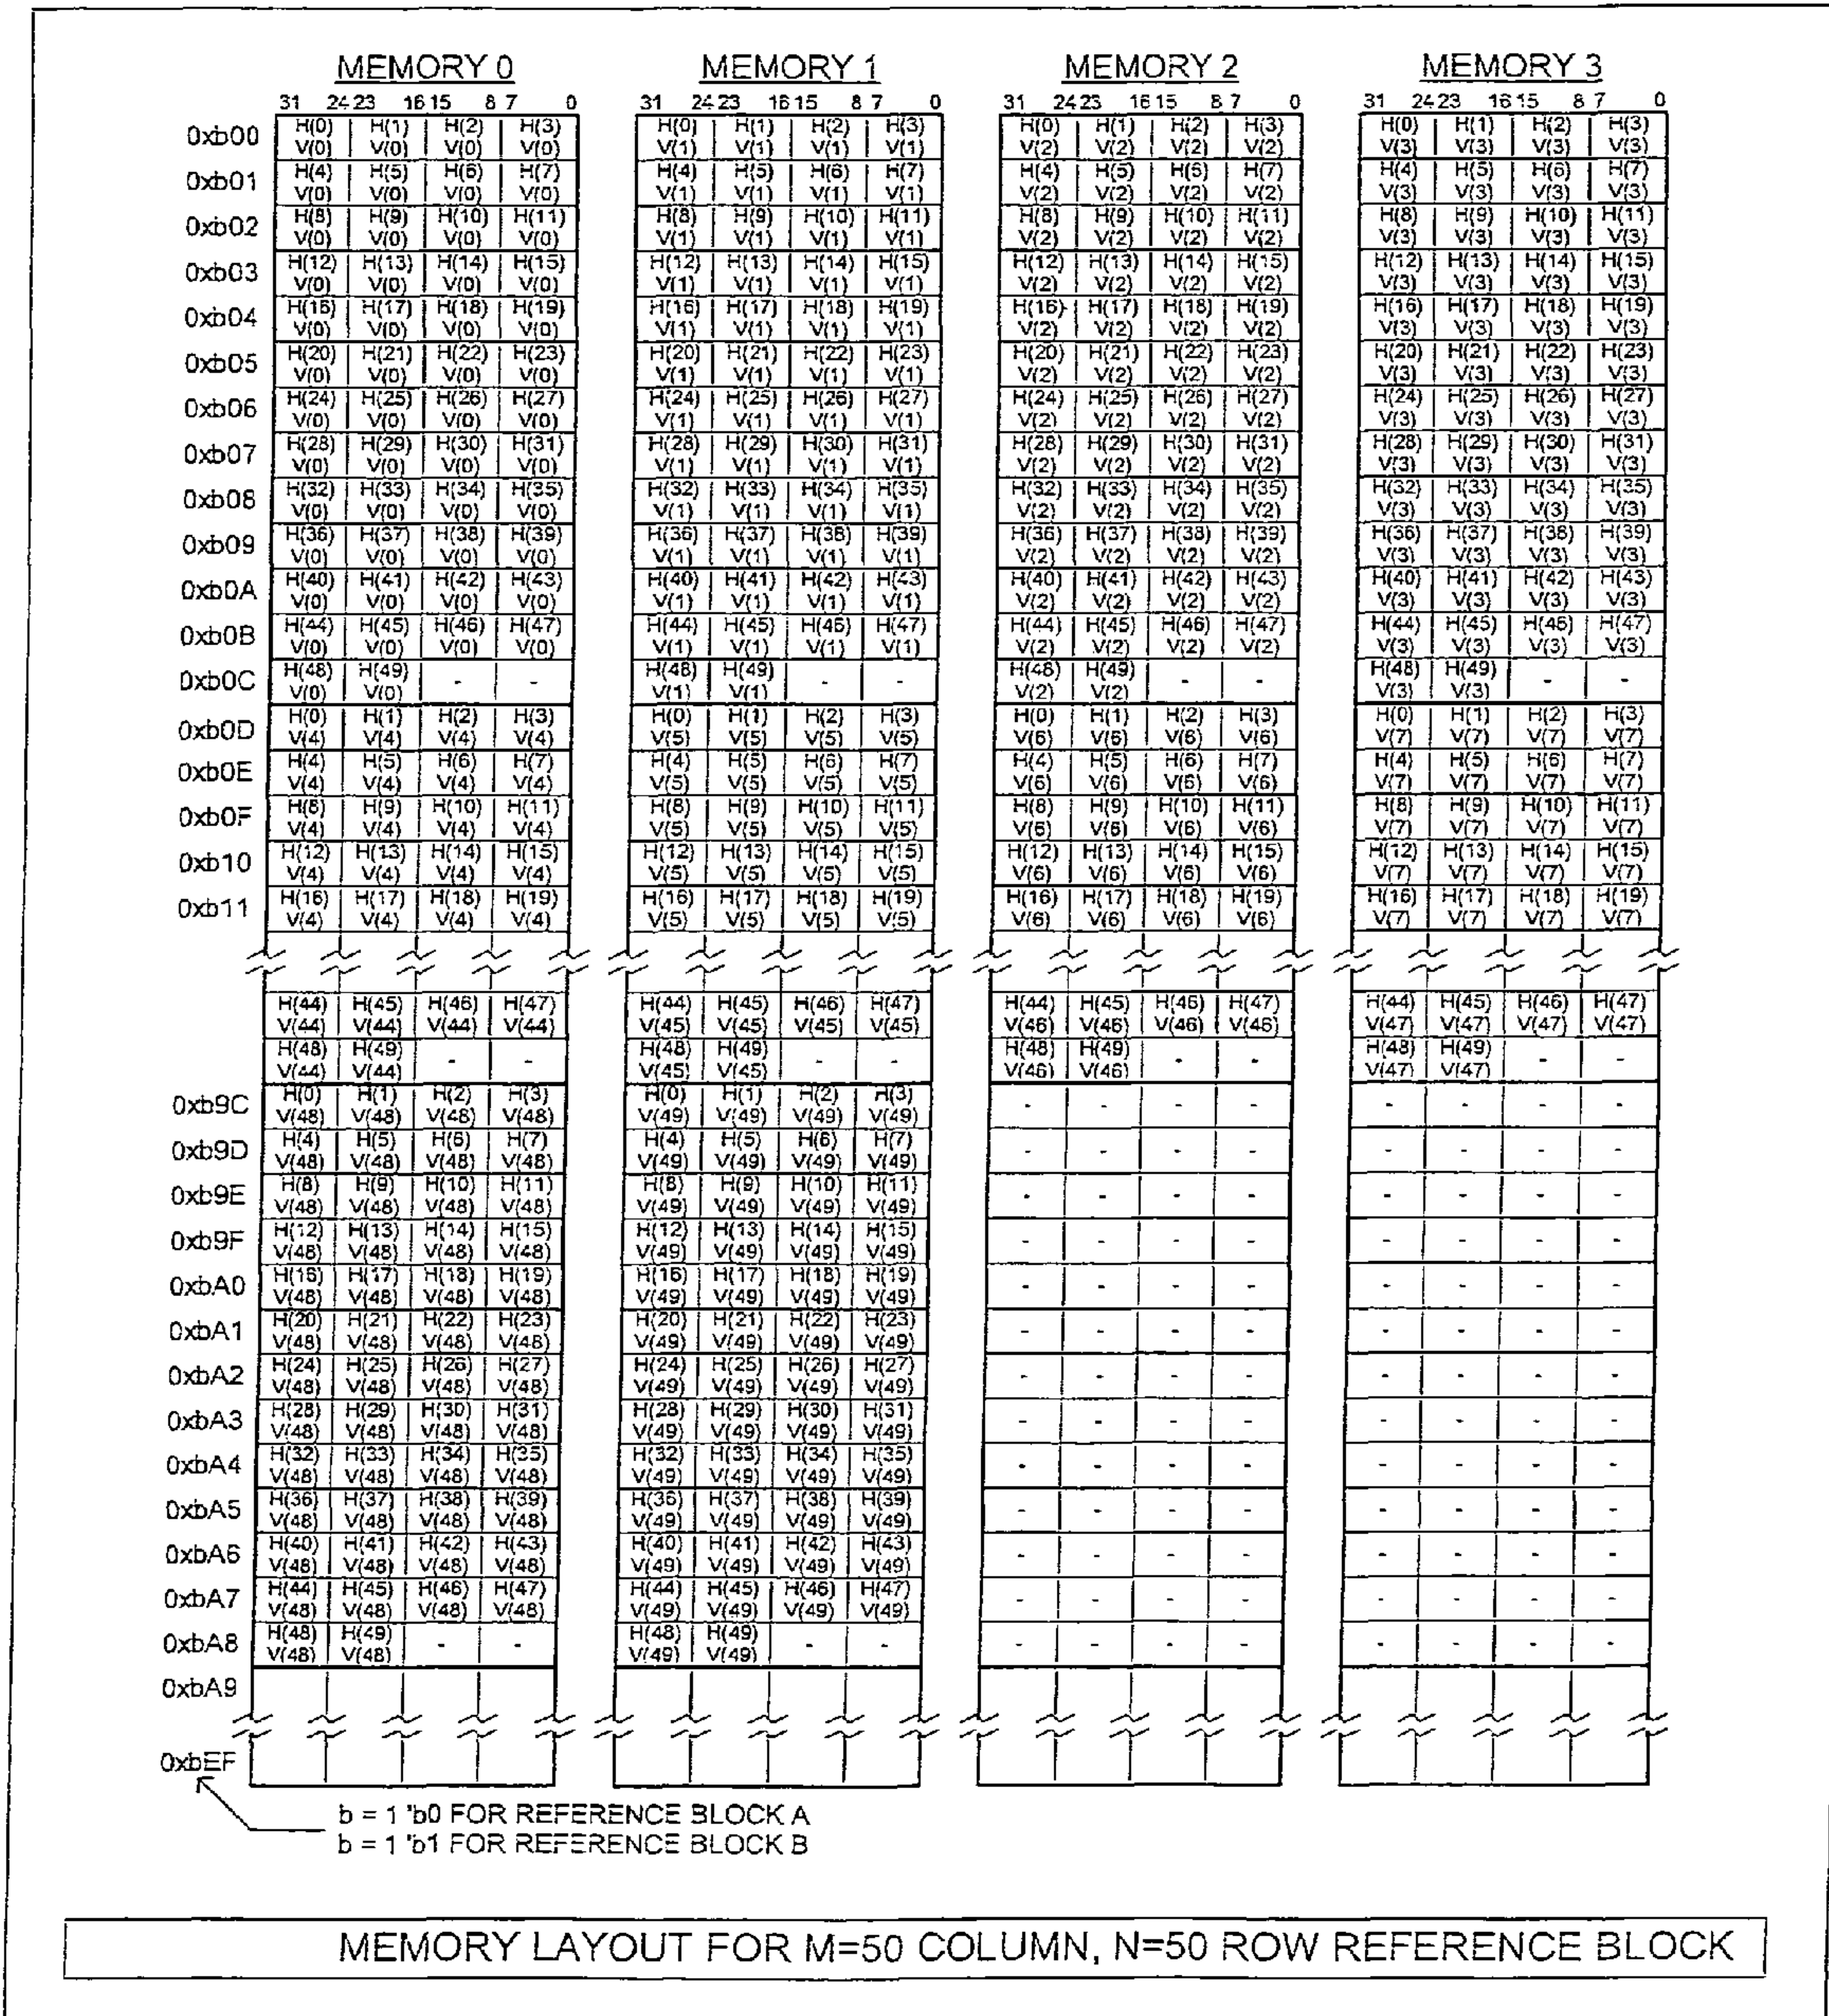 MEMORY 0 MEMORY 1 MEMORY 2 MEMORY 3
31 24 23 16 15 8 7 0 31 24 23 16 15 8 7 0 31 24 23 16 15 8 7 0 31 24 23 16 15 8 7 0
0xb00 H(0) H(1) H(2) H(3) H(0) H(1) H(2) H(3) H(0) H(1) H(2) H(3) H(0) H(1) H(2) H(3)
V(0) V(0) V(0) V(0) V(1) V(1) V(1) V(1) V(2) V(2) V(2) V(2) V(3) V(3) V(3) V(3)
0xb01 H(4) H(5) H(6) H(7) H(4) H(5) H(6) H(7) H(4) H(5) H(6) H(7) H(4) H(5) H(6) H(7)
V(0) V(0) V(0) V(0) V(1) V(1) V(1) V(1) V(2) V(2) V(2) V(2) V(3) V(3) V(3) V(3)
0xb02 H(8) H(9) H(10) H(11) H(8) H(9) H(10) H(11) H(8) H(9) H(10) H(11) H(8) H(9) H(10) H(11)
V(0) V(0) V(0) V(0) V(1) V(1) V(1) V(1) V(2) V(2) V(2) V(2) V(3) V(3) V(3) V(3)
0xb03 H(12) H(13) H(14) H(15) H(12) H(13) H(14) H(15) H(12) H(13) H(14) H(15) H(12) H(13) H(14) H(15)
V(0) V(0) V(0) V(0) V(1) V(1) V(1) V(1) V(2) V(2) V(2) V(2) V(3) V(3) V(3) V(3)
0xb04 H(16) H(17) H(18) H(19) H(16) H(17) H(18) H(19) H(16) H(17) H(18) H(19) H(16) H(17) H(18) H(19)
V(0) V(0) V(0) V(0) V(1) V(1) V(1) V(1) V(2) V(2) V(2) V(2) V(3) V(3) V(3) V(3)
0xb05 H(20) H(21) H(22) H(23) H(20) H(21) H(22) H(23) H(20) H(21) H(22) H(23) H(20) H(21) H(22) H(23)
V(0) V(0) V(0) V(0) V(1) V(1) V(1) V(1) V(2) V(2) V(2) V(2) V(3) V(3) V(3) V(3)
0xb06 H(24) H(25) H(26) H(27) H(24) H(25) H(26) H(27) H(24) H(25) H(26) H(27) H(24) H(25) H(26) H(27)
V(0) V(0) V(0) V(0) V(1) V(1) V(1) V(1) V(2) V(2) V(2) V(2) V(3) V(3) V(3) V(3)
0xb07 H(28) H(29) H(30) H(31) H(28) H(29) H(30) H(31) H(28) H(29) H(30) H(31) H(28) H(29) H(30) H(31)
V(0) V(0) V(0) V(0) V(1) V(1) V(1) V(1) V(2) V(2) V(2) V(2) V(3) V(3) V(3) V(3)
0xb08 H(32) H(33) H(34) H(35) H(32) H(33) H(34) H(35) H(32) H(33) H(34) H(35) H(32) H(33) H(34) H(35)
V(0) V(0) V(0) V(0) V(1) V(1) V(1) V(1) V(2) V(2) V(2) V(2) V(3) V(3) V(3) V(3)
0xb09 H(36) H(37) H(38) H(39) H(36) H(37) H(38) H(39) H(36) H(37) H(38) H(39) H(36) H(37) H(38) H(39)
V(0) V(0) V(0) V(0) V(1) V(1) V(1) V(1) V(2) V(2) V(2) V(2) V(3) V(3) V(3) V(3)
0xb0A H(40) H(41) H(42) H(43) H(40) H(41) H(42) H(43) H(40) H(41) H(42) H(43) H(40) H(41) H(42) H(43)
V(0) V(0) V(0) V(0) V(1) V(1) V(1) V(1) V(2) V(2) V(2) V(2) V(3) V(3) V(3) V(3)
0xb0B H(44) H(45) H(46) H(47) H(44) H(45) H(46) H(47) H(44) H(45) H(46) H(47) H(44) H(45) H(46) H(47)
V(0) V(0) V(0) V(0) V(1) V(1) V(1) V(1) V(2) V(2) V(2) V(2) V(3) V(3) V(3) V(3)
0xb0C H(48) H(49) - - H(48) H(49) - - H(48) H(49) - - H(48) H(49) - -
V(0) V(0) V(1) V(1) V(2) V(2) V(3) V(3)
0xb0D H(0) H(1) H(2) H(3) H(0) H(1) H(2) H(3) H(0) H(1) H(2) H(3) H(0) H(1) H(2) H(3)
V(4) V(4) V(4) V(4) V(5) V(5) V(5) V(5) V(6) V(6) V(6) V(6) V(7) V(7) V(7) V(7)
0xb0E H(4) H(5) H(6) H(7) H(4) H(5) H(6) H(7) H(4) H(5) H(6) H(7) H(4) H(5) H(6) H(7)
V(4) V(4) V(4) V(4) V(5) V(5) V(5) V(5) V(6) V(6) V(6) V(6) V(7) V(7) V(7) V(7)
0xb0F H(8) H(9) H(10) H(11) H(8) H(9) H(10) H(11) H(8) H(9) H(10) H(11) H(8) H(9) H(10) H(11)
V(4) V(4) V(4) V(4) V(5) V(5) V(5) V(5) V(6) V(6) V(6) V(6) V(7) V(7) V(7) V(7)
0xb10 H(12) H(13) H(14) H(15) H(12) H(13) H(14) H(15) H(12) H(13) H(14) H(15) H(12) H(13) H(14) H(15)
V(4) V(4) V(4) V(4) V(5) V(5) V(5) V(5) V(6) V(6) V(6) V(6) V(7) V(7) V(7) V(7)
0xb11 H(16) H(17) H(18) H(19) H(16) H(17) H(18) H(19) H(16) H(17) H(18) H(19) H(16) H(17) H(18) H(19)
V(4) V(4) V(4) V(4) V(5) V(5) V(5) V(5) V(6) V(6) V(6) V(6) V(7) V(7) V(7) V(7)
H(44) H(45) H(46) H(47) H(44) H(45) H(46) H(47) H(44) H(45) H(46) H(47) H(44) H(45) H(46) H(47)
V(44) V(44) V(44) V(44) V(45) V(45) V(45) V(45) V(46) V(46) V(46) V(46) V(47) V(47) V(47) V(47)
H(48) H(49) - - H(48) H(49) - - H(48) H(49) - - H(48) H(49) - -
V(44) V(44) V(45) V(45) V(46) V(46) V(47) V(47)
0xb9C H(0) H(1) H(2) H(3) H(0) H(1) H(2) H(3) - - - - - - - -
V(48) V(48) V(48) V(48) V(49) V(49) V(49) V(49)
0xb9D H(4) H(5) H(6) H(7) H(4) H(5) H(6) H(7) - - - - - - - -
V(48) V(48) V(48) V(48) V(49) V(49) V(49) V(49)
0xb9E H(8) H(9) H(10) H(11) H(8) H(9) H(10) H(11) - - - - - - - -
V(48) V(48) V(48) V(48) V(49) V(49) V(49) V(49)
0xb9F H(12) H(13) H(14) H(15) H(12) H(13) H(14) H(15) - - - - - - - -
V(48) V(48) V(48) V(48) V(49) V(49) V(49) V(49)
0xbA0 H(16) H(17) H(18) H(19) H(16) H(17) H(18) H(19) - - - - - - - -
V(48) V(48) V(48) V(48) V(49) V(49) V(49) V(49)
0xbA1 H(20) H(21) H(22) H(23) H(20) H(21) H(22) H(23) - - - - - - - -
V(48) V(48) V(48) V(48) V(49) V(49) V(49) V(49)
0xbA2 H(24) H(25) H(26) H(27) H(24) H(25) H(26) H(27) - - - - - - - -
V(48) V(48) V(48) V(48) V(49) V(49) V(49) V(49)
0xbA3 H(28) H(29) H(30) H(31) H(28) H(29) H(30) H(31) - - - - - - - -
V(48) V(48) V(48) V(48) V(49) V(49) V(49) V(49)
0xbA4 H(32) H(33) H(34) H(35) H(32) H(33) H(34) H(35) - - - - - - - -
V(48) V(48) V(48) V(48) V(49) V(49) V(49) V(49)
0xbA5 H(36) H(37) H(38) H(39) H(36) H(37) H(38) H(39) - - - - - - - -
V(48) V(48) V(48) V(48) V(49) V(49) V(49) V(49)
0xbA6 H(40) H(41) H(42) H(43) H(40) H(41) H(42) H(43) - - - - - - - -
V(48) V(48) V(48) V(48) V(49) V(49) V(49) V(49)
0xbA7 H(44) H(45) H(46) H(47) H(44) H(45) H(46) H(47) - - - - - - - -
V(48) V(48) V(48) V(48) V(49) V(49) V(49) V(49)
0xbA8 H(48) H(49) - - H(48) H(49) - - - - - - - - - -
V(48) V(48) V(49) V(49)
0xbA9
0xbEF
b = 1 'b0 FOR REFERENCE BLOCK A
b = 1 'b1 FOR REFERENCE BLOCK B
MEMORY LAYOUT FOR M=50 COLUMN, N=50 ROW REFERENCE BLOCK